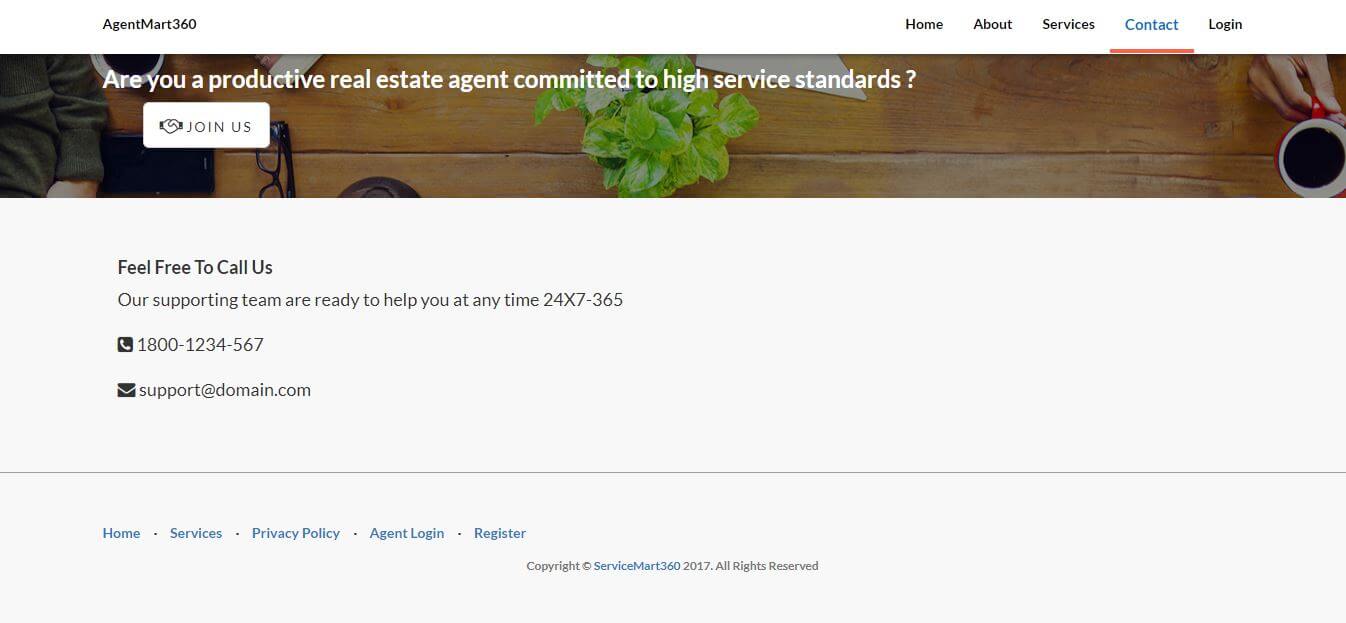 AgentMart360 Home About Services Contact Login
Are you a productive real estate agent committed to high service standards ?
JOIN US
Feel Free To Call Us
Our supporting team are ready to help you at any time 24X7-365
1800-1234-567
support@domain.com
Home · Services · Privacy Policy · Agent Login · Register
Copyright © ServiceMart360 2017. All Rights Reserved